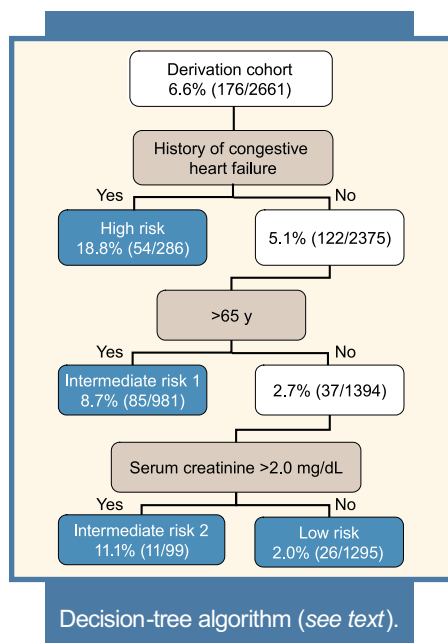 Derivation cohort
6.6% (176/2661)
History of congestive
heart failure
Yes
No
High risk
18.8% (54/286)
5.1% (122/2375)
>65 y
Yes
No
Intermediate risk 1
8.7% (85/981)
2.7% (37/1394)
Serum creatinine >2.0 mg/dL
Yes
No
Intermediate risk 2
11.1% (11/99)
Low risk
2.0% (26/1295)
Decision-tree algorithm (see text).